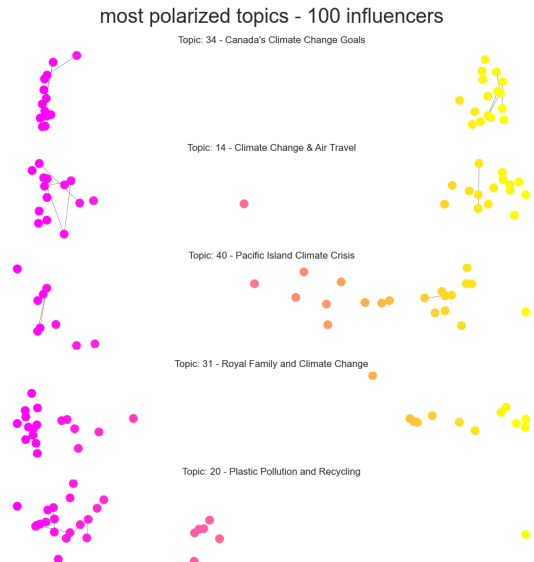 most polarized topics - 100 influencers
Topic: 34 - Canada's Climate Change Goals
Topic: 14 - Climate Change & Air Travel
Topic: 40 - Pacific Island Climate Crisis
Topic: 31 - Royal Family and Climate Change
Topic: 20 - Plastic Pollution and Recycling